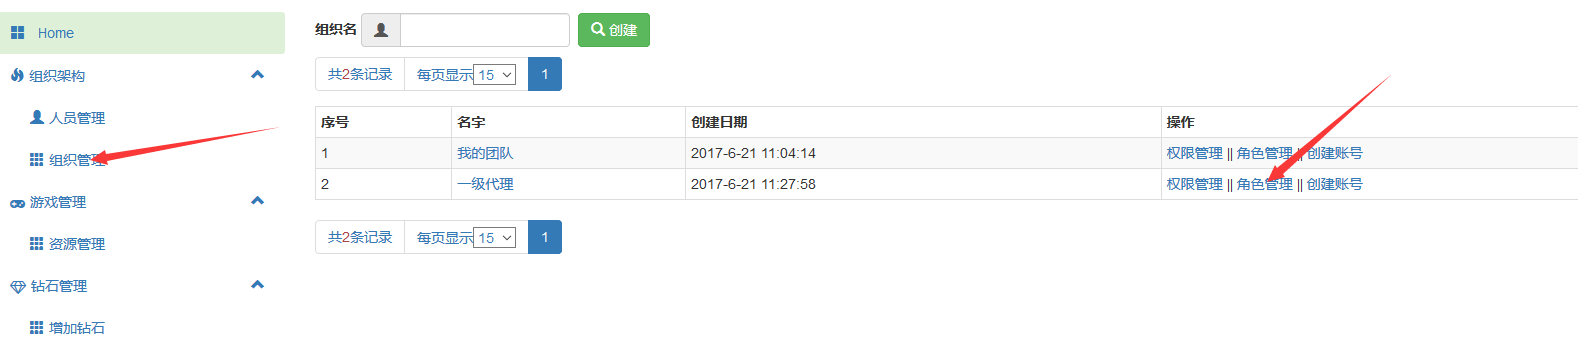 Home
组织架构
人员管理
组织管理
游戏管理
资源管理
钻石管理
增加钻石
组织名 创建
共2条记录 每页显示 15 1
序号 名字 创建日期 操作
1 我的团队 2017-6-21 11:04:14 权限管理 || 角色管理 || 创建账号
2 一级代理 2017-6-21 11:27:58 权限管理 || 角色管理 || 创建账号
共2条记录 每页显示 15 1